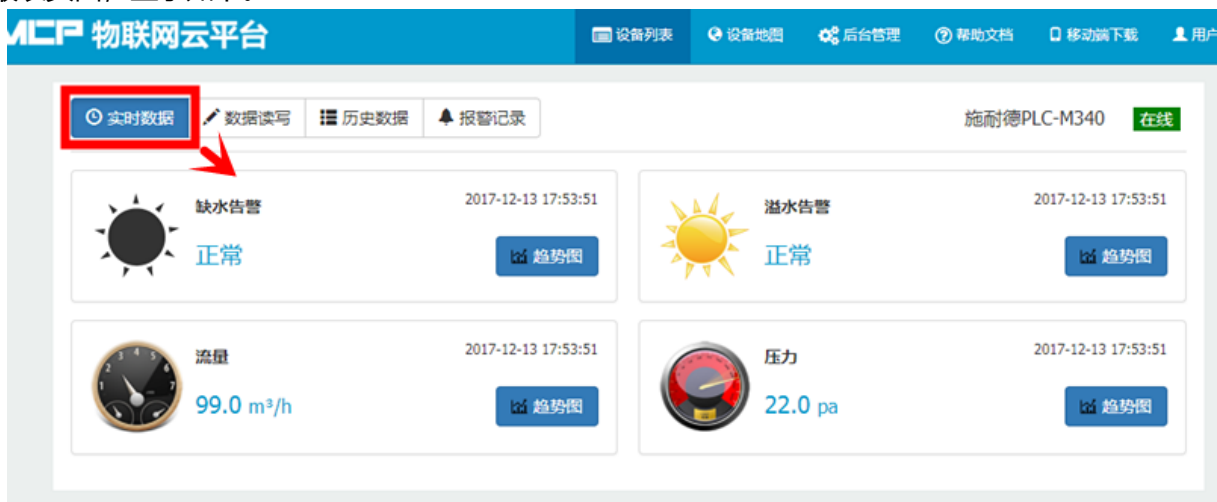 MCP 物联网云平台
设备列表 设备地图 后台管理 帮助文档 移动端下载 用户
实时数据 数据读写 历史数据 报警记录 施耐德PLC-M340 在线
缺水告警 2017-12-13 17:53:51
正常 趋势图
溢水告警 2017-12-13 17:53:51
正常 趋势图
流量 2017-12-13 17:53:51
99.0 m³/h 趋势图
压力 2017-12-13 17:53:51
22.0 pa 趋势图